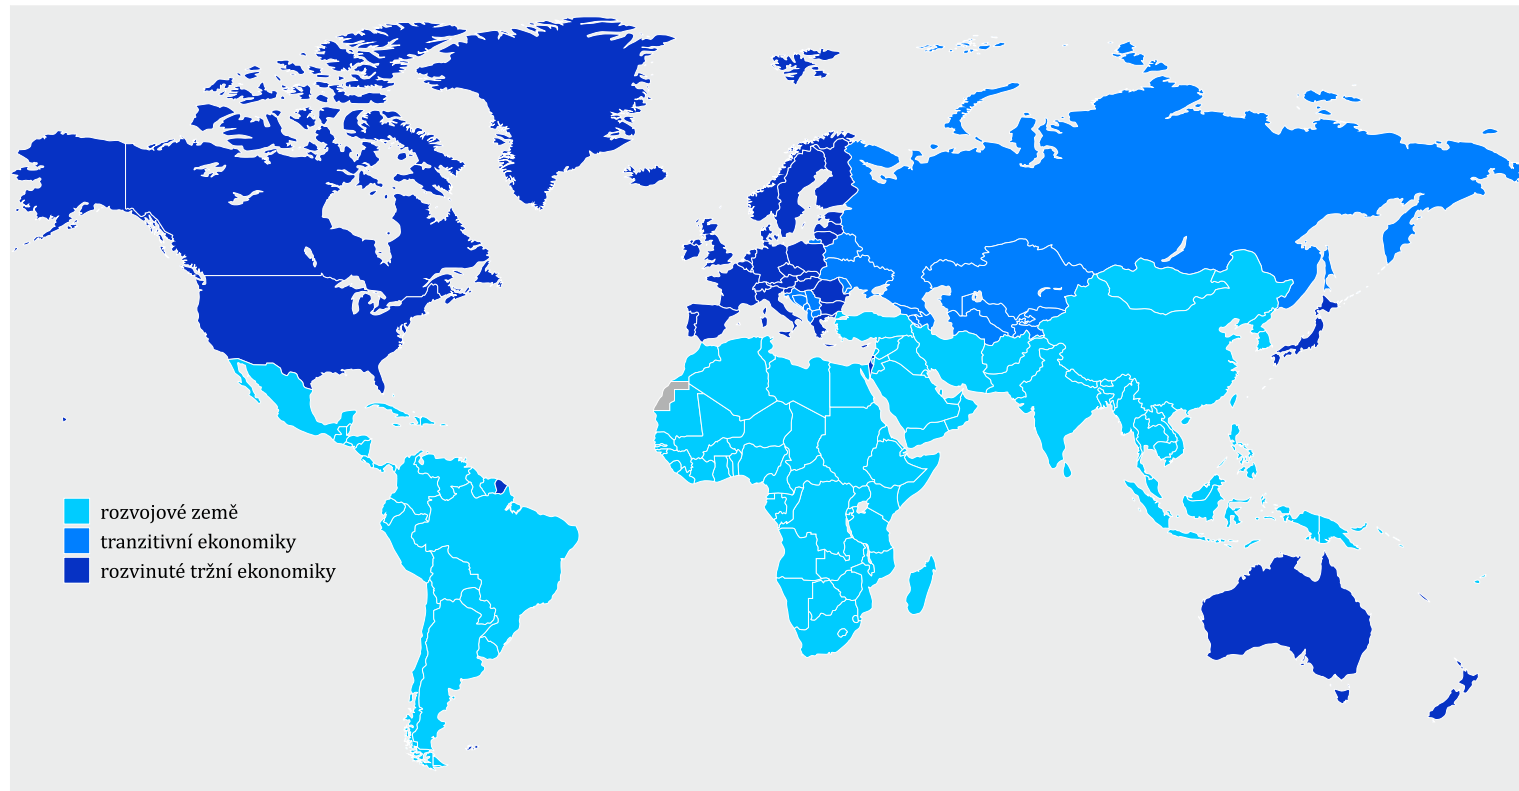 rozvojové země
tranzitivní ekonomiky
rozvinuté tržní ekonomiky